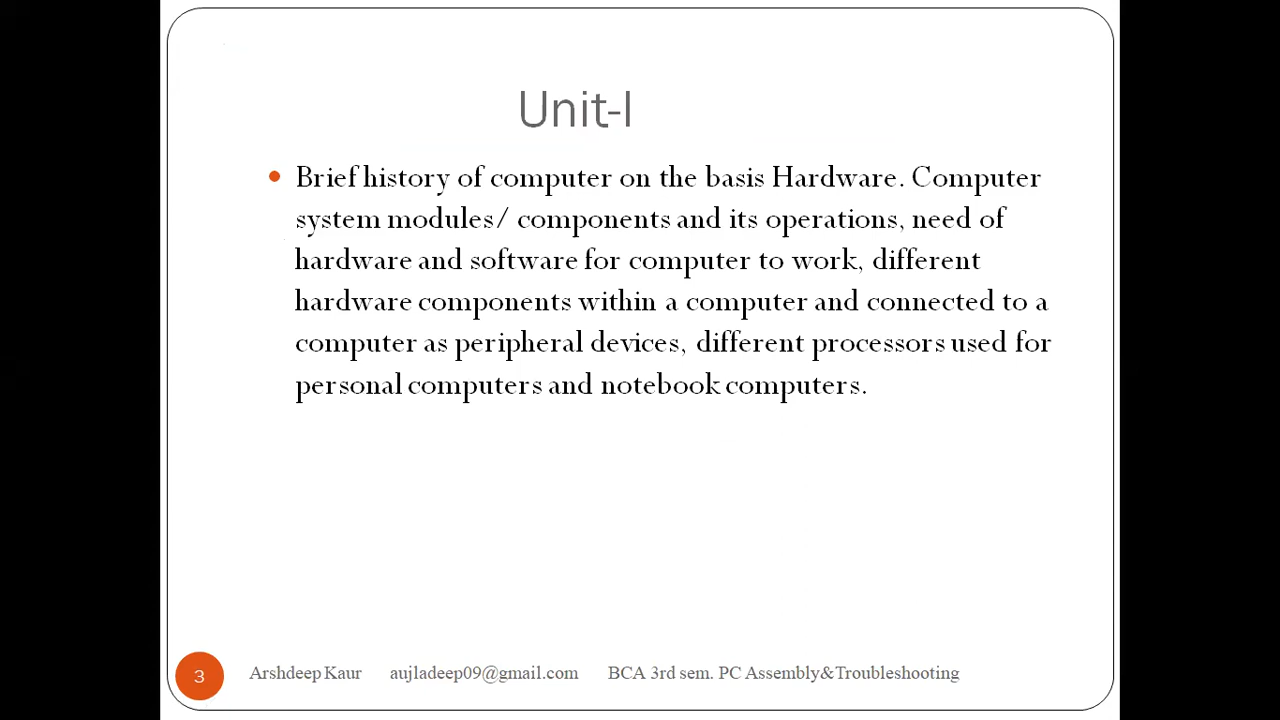 Unit-I
• Brief history of computer on the basis Hardware. Computer
system modules/ components and its operations, need of
hardware and software for computer to work, different
hardware components within a computer and connected to a
computer as peripheral devices, different processors used for
personal computers and notebook computers.
3 Arshdeep Kaur aujladeep09@gmail.com BCA 3rd sem. PC Assembly&Troubleshooting